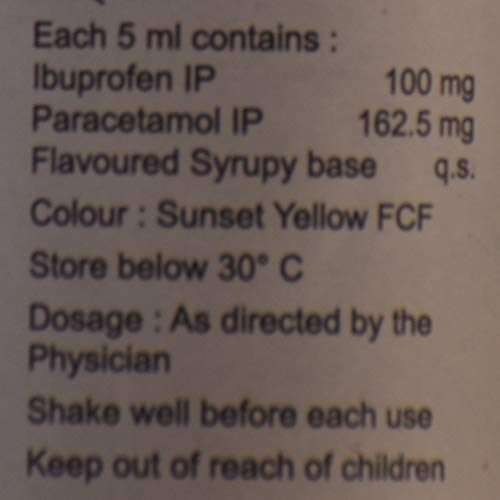 Each 5 ml contains :
Ibuprofen IP 100 mg
Paracetamol IP 162.5 mg
Flavoured Syrupy base q.s.
Colour : Sunset Yellow FCF
Store below 30° C
Dosage : As directed by the
Physician
Shake well before each use
Keep out of reach of children